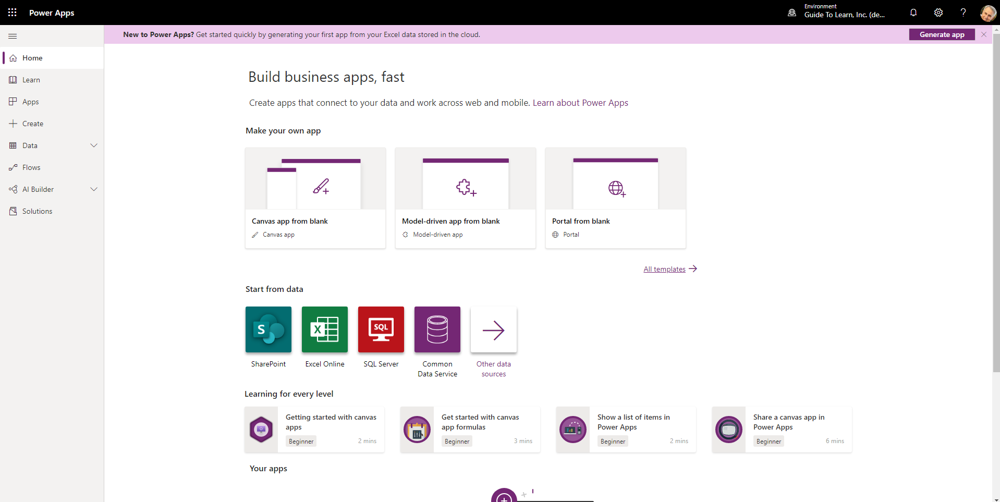 Power Apps
Environment
Guide To Learn, Inc. (de...
?
New to Power Apps? Get started quickly by generating your first app from your Excel data stored in the cloud.
Generate app
Home
Learn
Apps
Create
Data
Flows
AI Builder
Solutions
Build business apps, fast
Create apps that connect to your data and work across web and mobile. Learn about Power Apps
Make your own app
Canvas app from blank
Canvas app
Model-driven app from blank
Model-driven app
Portal from blank
Portal
All templates
Start from data
S
SharePoint
X
Excel Online
SQL
SQL Server
Common
Data Service
Other data
sources
Learning for every level
Getting started with canvas
apps
Beginner
2 mins
Get started with canvas
app formulas
Beginner
3 mins
Show a list of items in
Power Apps
Beginner
2 mins
Share a canvas app in
Power Apps
Beginner
6 mins
Your apps